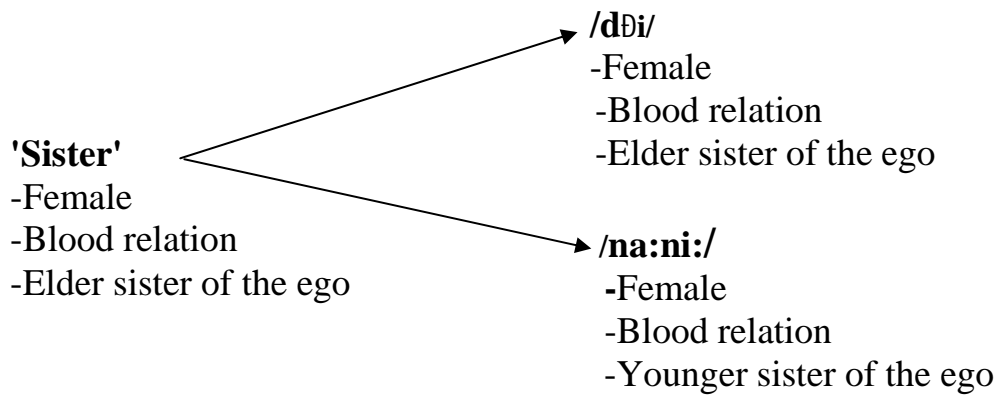 /dÐi/
-Female
-Blood relation
-Elder sister of the ego
'Sister'
-Female
-Blood relation
-Elder sister of the ego
/na:ni:/
-Female
-Blood relation
-Younger sister of the ego